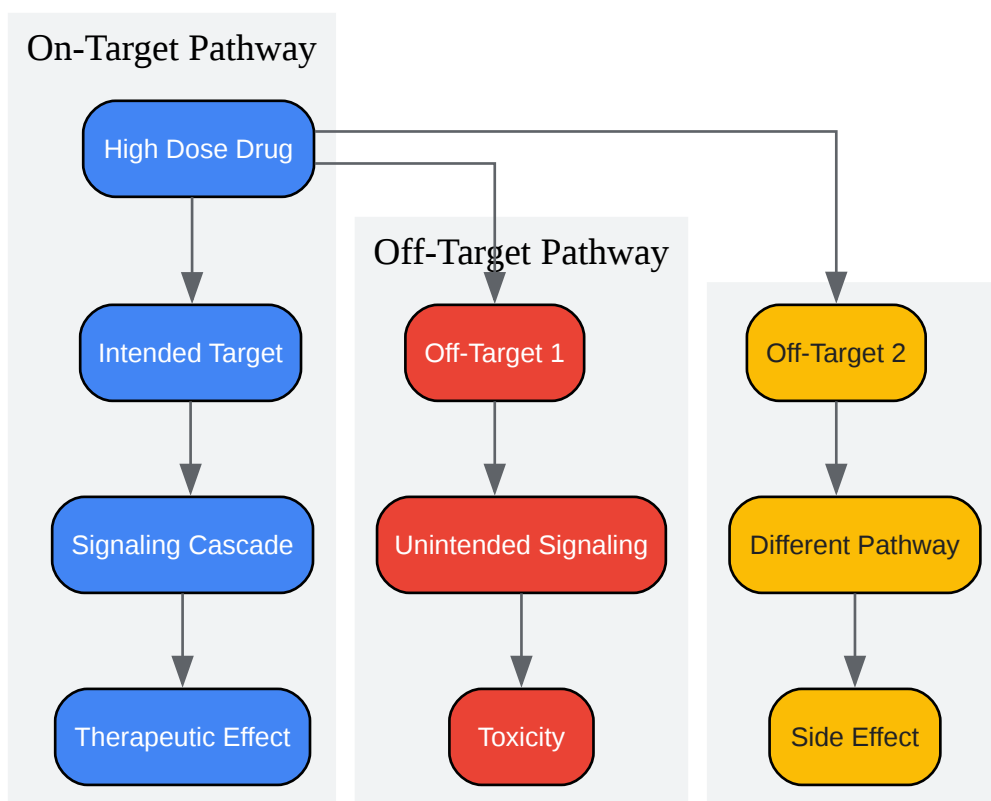 On-Target Pathway
High Dose Drug
Off-Target Pathway
Intended Target
Off-Target 1
Off-Target 2
Signaling Cascade
Unintended Signaling
Different Pathway
Therapeutic Effect
Toxicity
Side Effect